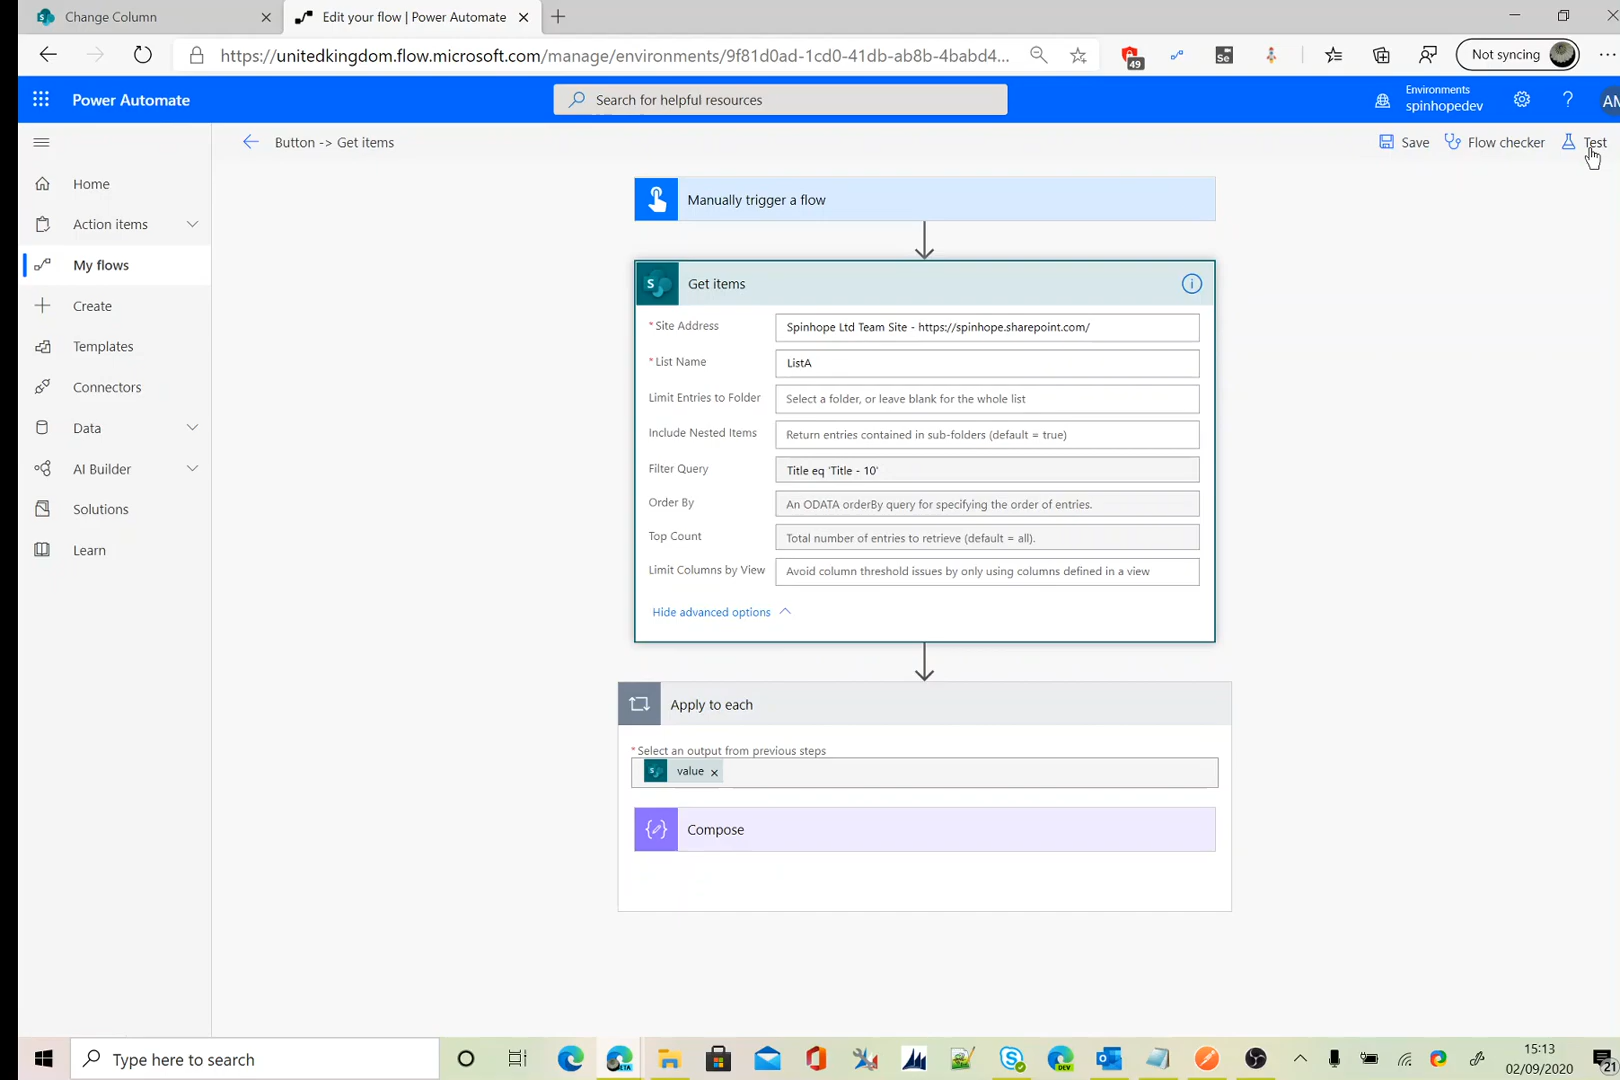 Change Column
Edit your flow | Power Automate
https://unitedkingdom.flow.microsoft.com/manage/environments/9f81d0ad-1cd0-41db-ab8b-4babd4...
49
Se
Not syncing
Power Automate
Search for helpful resources
Environments
spinhopedev
?
AM
Button -> Get items
Save
Flow checker
Test
Home
Action items
My flows
Create
Templates
Connectors
Data
AI Builder
Solutions
Learn
Manually trigger a flow
Get items
* Site Address
Spinhope Ltd Team Site - https://spinhope.sharepoint.com/
* List Name
ListA
Limit Entries to Folder
Select a folder, or leave blank for the whole list
Include Nested Items
Return entries contained in sub-folders (default = true)
Filter Query
Title eq 'Title - 10'
Order By
An ODATA orderBy query for specifying the order of entries.
Top Count
Total number of entries to retrieve (default = all).
Limit Columns by View
Avoid column threshold issues by only using columns defined in a view
Hide advanced options
Apply to each
* Select an output from previous steps
value
Compose
Type here to search
BETA
DEV
15:13
02/09/2020
21